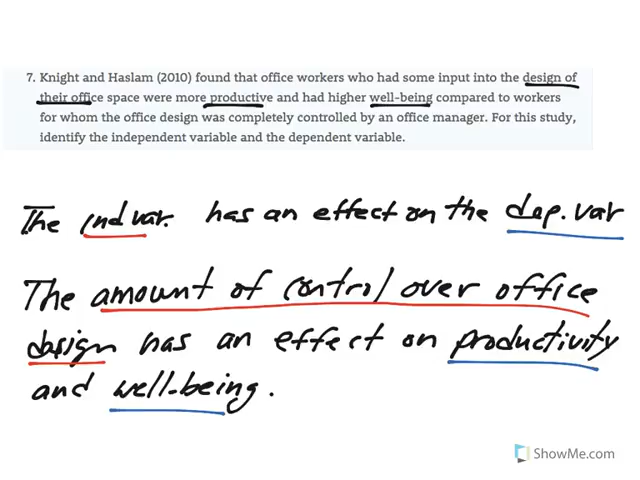 7. Knight and Haslam (2010) found that office workers who had some input into the design of
their office space were more productive and had higher well-being compared to workers
for whom the office design was completely controlled by an office manager. For this study,
identify the independent variable and the dependent variable.
The ind var. has an effect on the dep. var
The amount of control over office
design has an effect on productivity
and well-being.
ShowMe.com